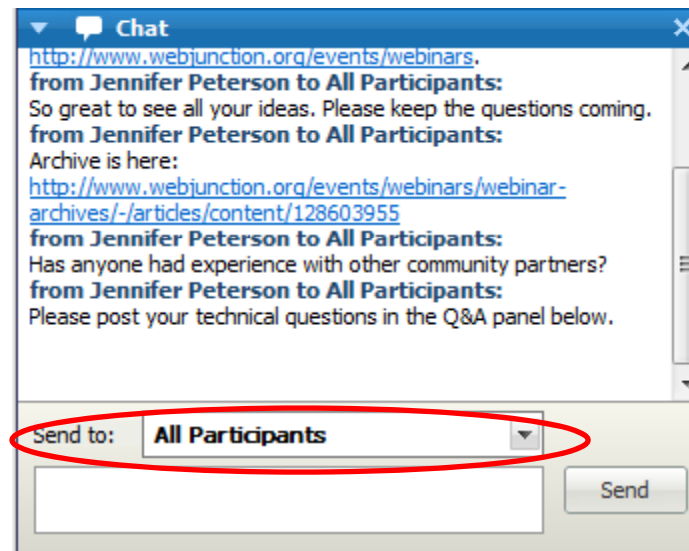 Chat
http://www.webjunction.org/events/webinars.
from Jennifer Peterson to All Participants:
So great to see all your ideas. Please keep the questions coming.
from Jennifer Peterson to All Participants:
Archive is here:
http://www.webjunction.org/events/webinars/webinar-
archives/-/articles/content/128603955
from Jennifer Peterson to All Participants:
Has anyone had experience with other community partners?
from Jennifer Peterson to All Participants:
Please post your technical questions in the Q&A panel below.
Send to: All Participants
Send